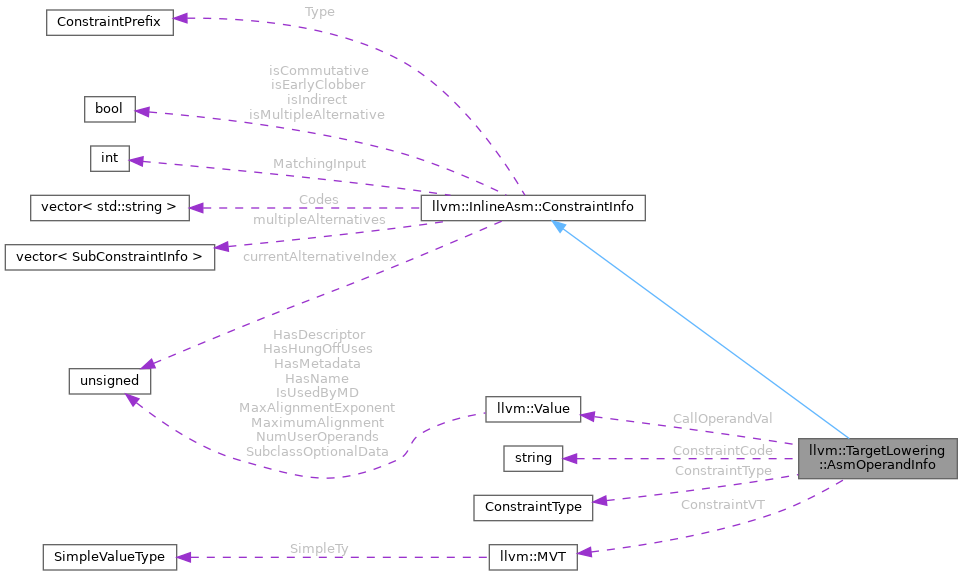 ConstraintPrefix
Type
isCommutative
isEarlyClobber
isIndirect
isMultipleAlternative
bool
int
MatchingInput
vector< std::string >
Codes
llvm::InlineAsm::ConstraintInfo
multipleAlternatives
vector< SubConstraintInfo >
currentAlternativeIndex
unsigned
HasDescriptor
HasHungOffUses
HasMetadata
HasName
IsUsedByMD
MaxAlignmentExponent
MaximumAlignment
NumUserOperands
SubclassOptionalData
llvm::Value
CallOperandVal
string
ConstraintCode
llvm::TargetLowering
::AsmOperandInfo
ConstraintType
ConstraintType
ConstraintVT
SimpleValueType
SimpleTy
llvm::MVT